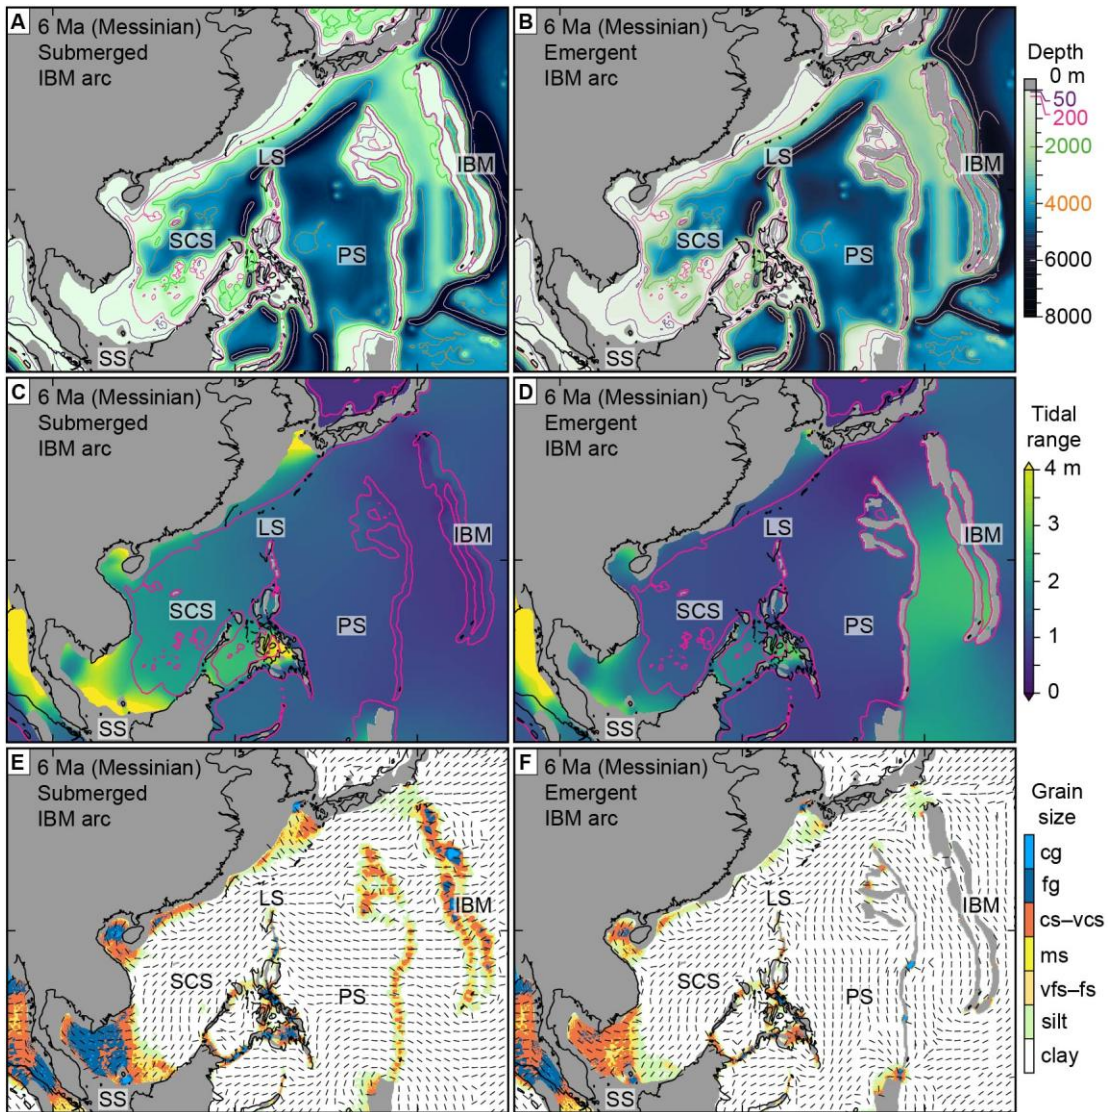 A
6 Ma (Messinian)
Submerged
IBM arc
LS
IBM
SCS
PS
SS
B
6 Ma (Messinian)
Emergent
IBM arc
LS
IBM
SCS
PS
SS
Depth
0 m
50
200
2000
4000
6000
8000
C
6 Ma (Messinian)
Submerged
IBM arc
LS
IBM
SCS
PS
SS
D
6 Ma (Messinian)
Emergent
IBM arc
LS
IBM
SCS
PS
SS
Tidal
range
4 m
3
2
1
0
E
6 Ma (Messinian)
Submerged
IBM arc
LS
IBM
SCS
PS
SS
F
6 Ma (Messinian)
Emergent
IBM arc
LS
IBM
SCS
PS
SS
Grain
size
cg
fg
cs–vcs
ms
vfs–fs
silt
clay